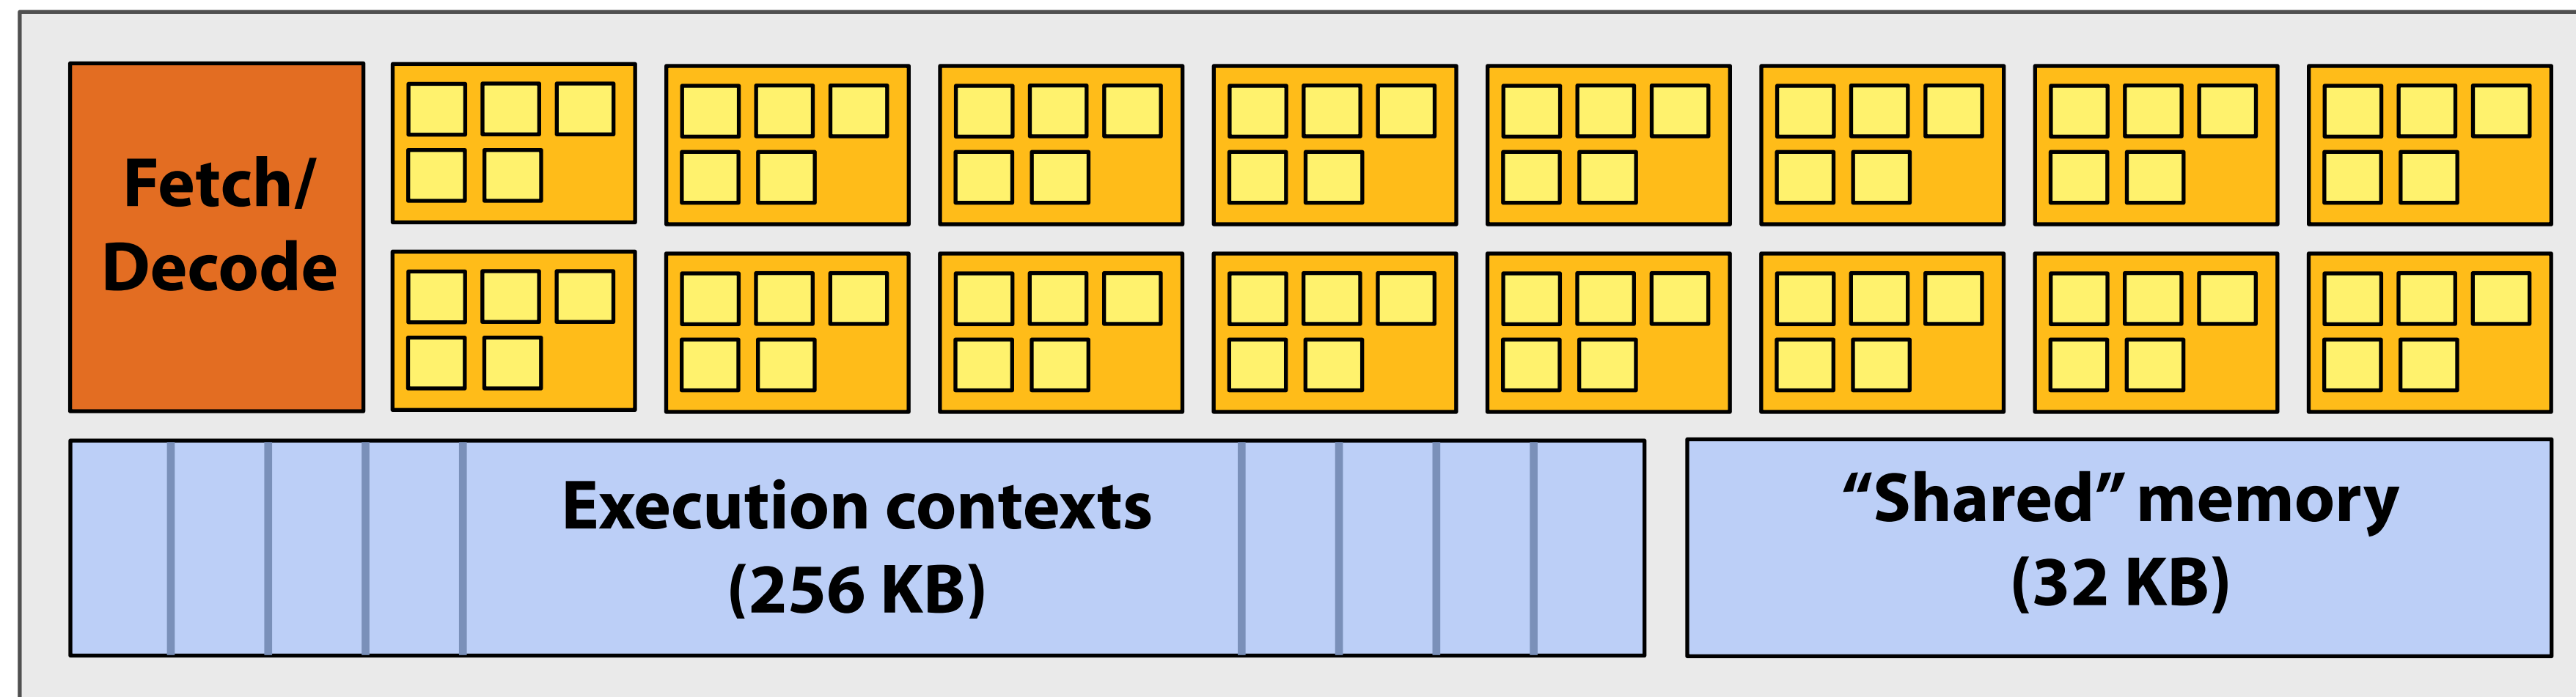 Fetch/
Decode
Execution contexts
(256 KB)
“Shared” memory
(32 KB)